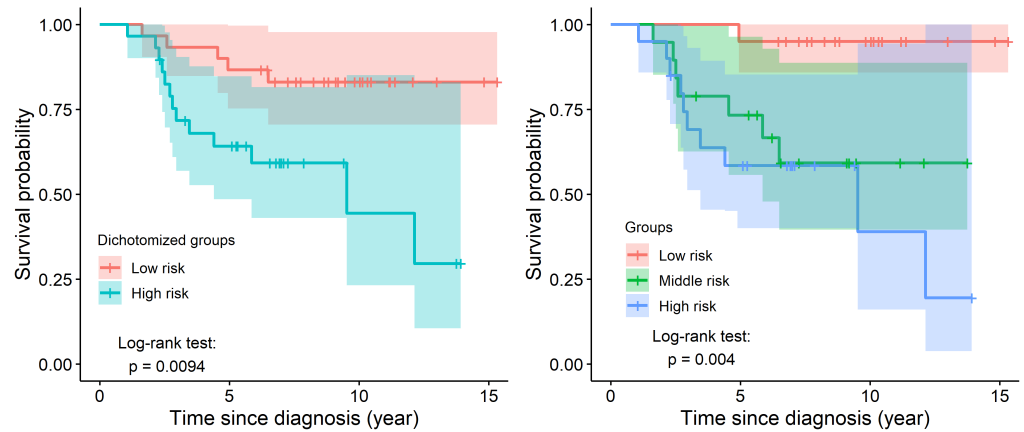 Survival probability
1.00
0.75
0.50
0.25
0.00
Dichotomized groups
Low risk
High risk
Log-rank test:
p = 0.0094
0 5 10 15
Time since diagnosis (year)
Survival probability
1.00
0.75
0.50
0.25
0.00
Groups
Low risk
Middle risk
High risk
Log-rank test:
p = 0.004
0 5 10 15
Time since diagnosis (year)